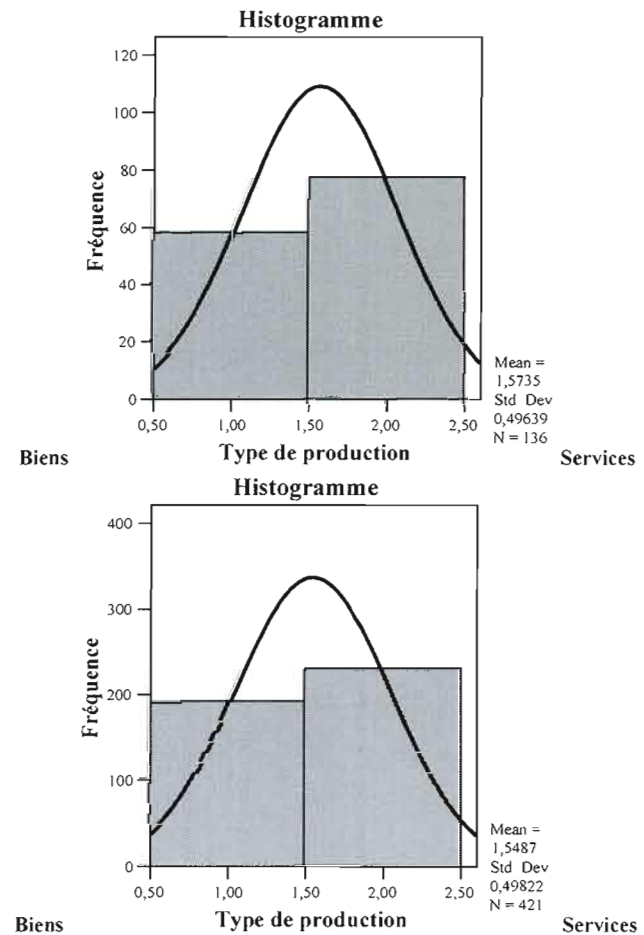 Histogramme
120
100
80
60
40
20
0
Fréquence
0,50 1,00 1,50 2,00 2,50
Type de production
Mean =
1,5735
Std Dev
0,49639
N = 136
Biens
Services
Histogramme
400
300
200
100
0
Fréquence
0,50 1,00 1,50 2,00 2,50
Type de production
Mean =
1,5487
Std Dev
0,49822
N = 421
Biens
Services